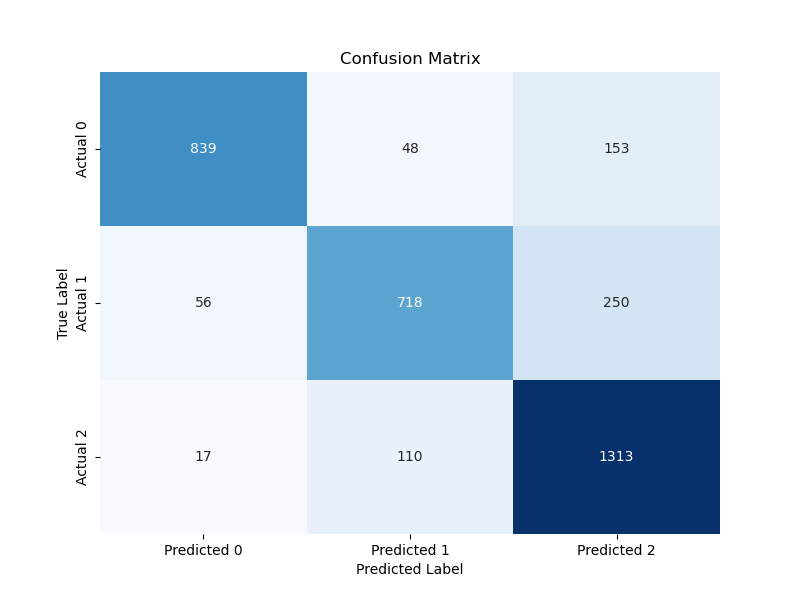 Confusion Matrix
True Label
Actual 0
839 48 153
Actual 1
56 718 250
Actual 2
17 110 1313
Predicted 0 Predicted 1 Predicted 2
Predicted Label